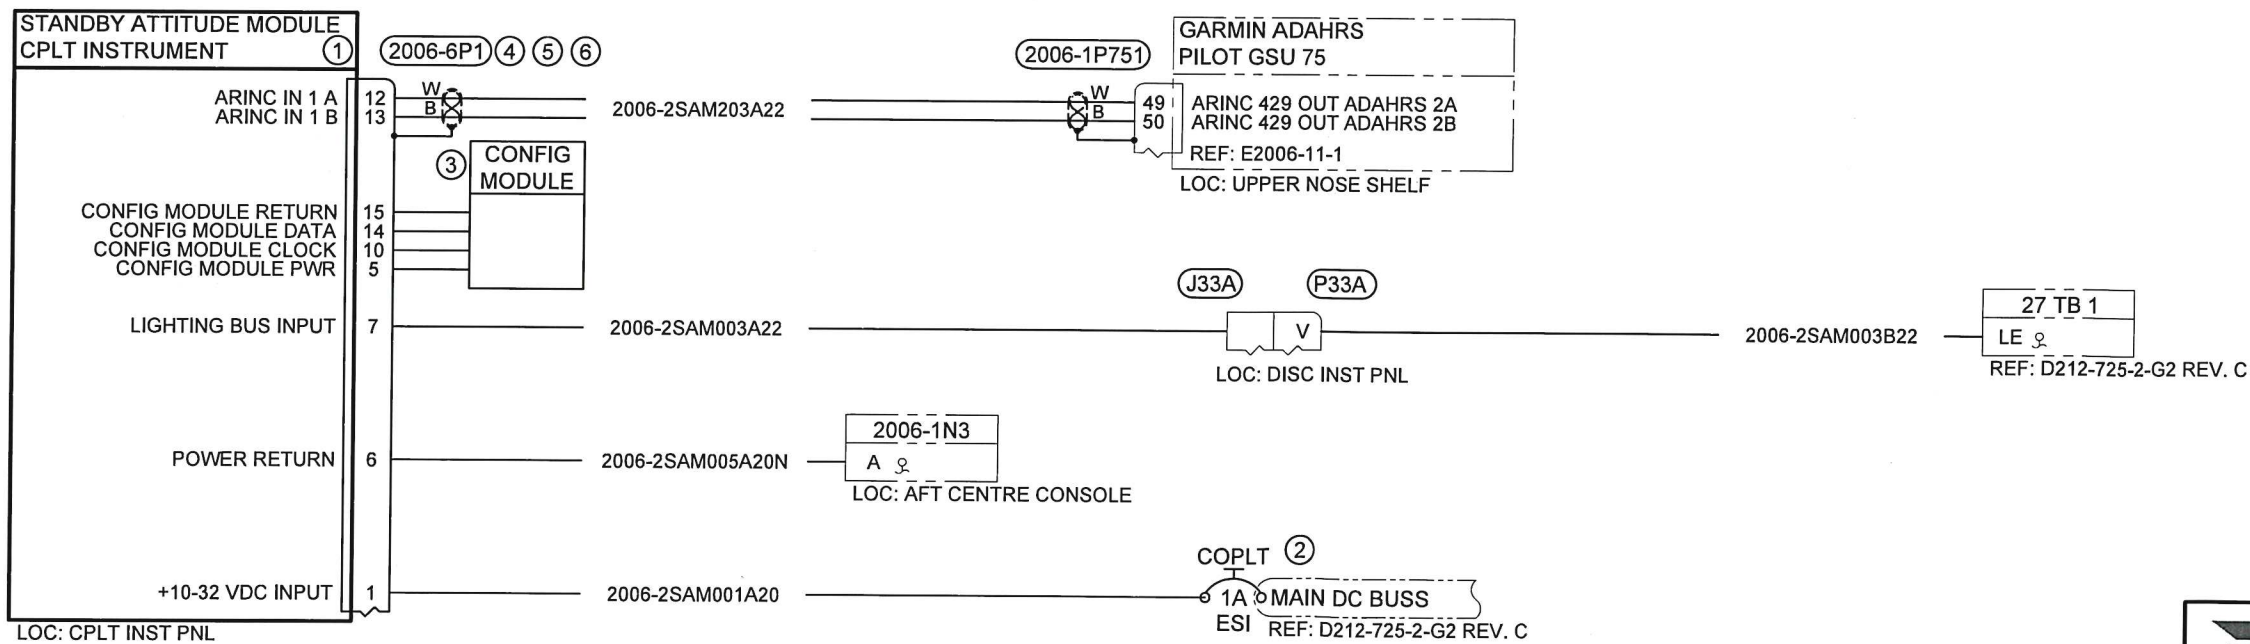 STANDBY ATTITUDE MODULE
CPLT INSTRUMENT 1
2006-6P1 4 5 6
2006-1P751
GARMIN ADAHRS
PILOT GSU 75
ARINC IN 1 A 12 W
ARINC IN 1 B 13 B
2006-2SAM203A22
W 49 ARINC 429 OUT ADAHRS 2A
B 50 ARINC 429 OUT ADAHRS 2B
REF: E2006-11-1
LOC: UPPER NOSE SHELF
3 CONFIG
MODULE
CONFIG MODULE RETURN 15
CONFIG MODULE DATA 14
CONFIG MODULE CLOCK 10
CONFIG MODULE PWR 5
J33A P33A
LIGHTING BUS INPUT 7 2006-2SAM003A22 V 2006-2SAM003B22
LOC: DISC INST PNL
27 TB 1
LE
REF: D212-725-2-G2 REV. C
2006-1N3
POWER RETURN 6 2006-2SAM005A20N A
LOC: AFT CENTRE CONSOLE
COPLT 2
+10-32 VDC INPUT 1 2006-2SAM001A20 1A MAIN DC BUSS
ESI REF: D212-725-2-G2 REV. C
LOC: CPLT INST PNL